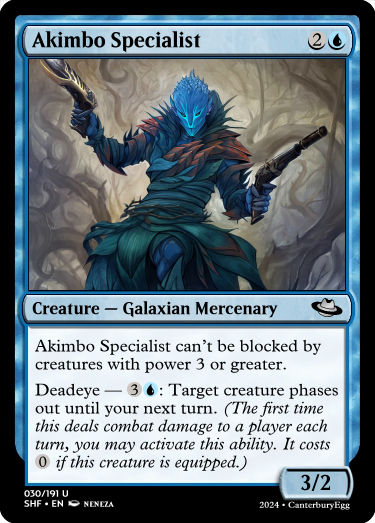 Akimbo Specialist 2
Creature — Galaxian Mercenary
Akimbo Specialist can't be blocked by
creatures with power 3 or greater.
Deadeye — 3 : Target creature phases
out until your next turn. (The first time
this deals combat damage to a player each
turn, you may activate this ability. It costs
0 if this creature is equipped.)
3/2
030/191 U
SHF • EN NENEZA
2024 • CanterburyEgg